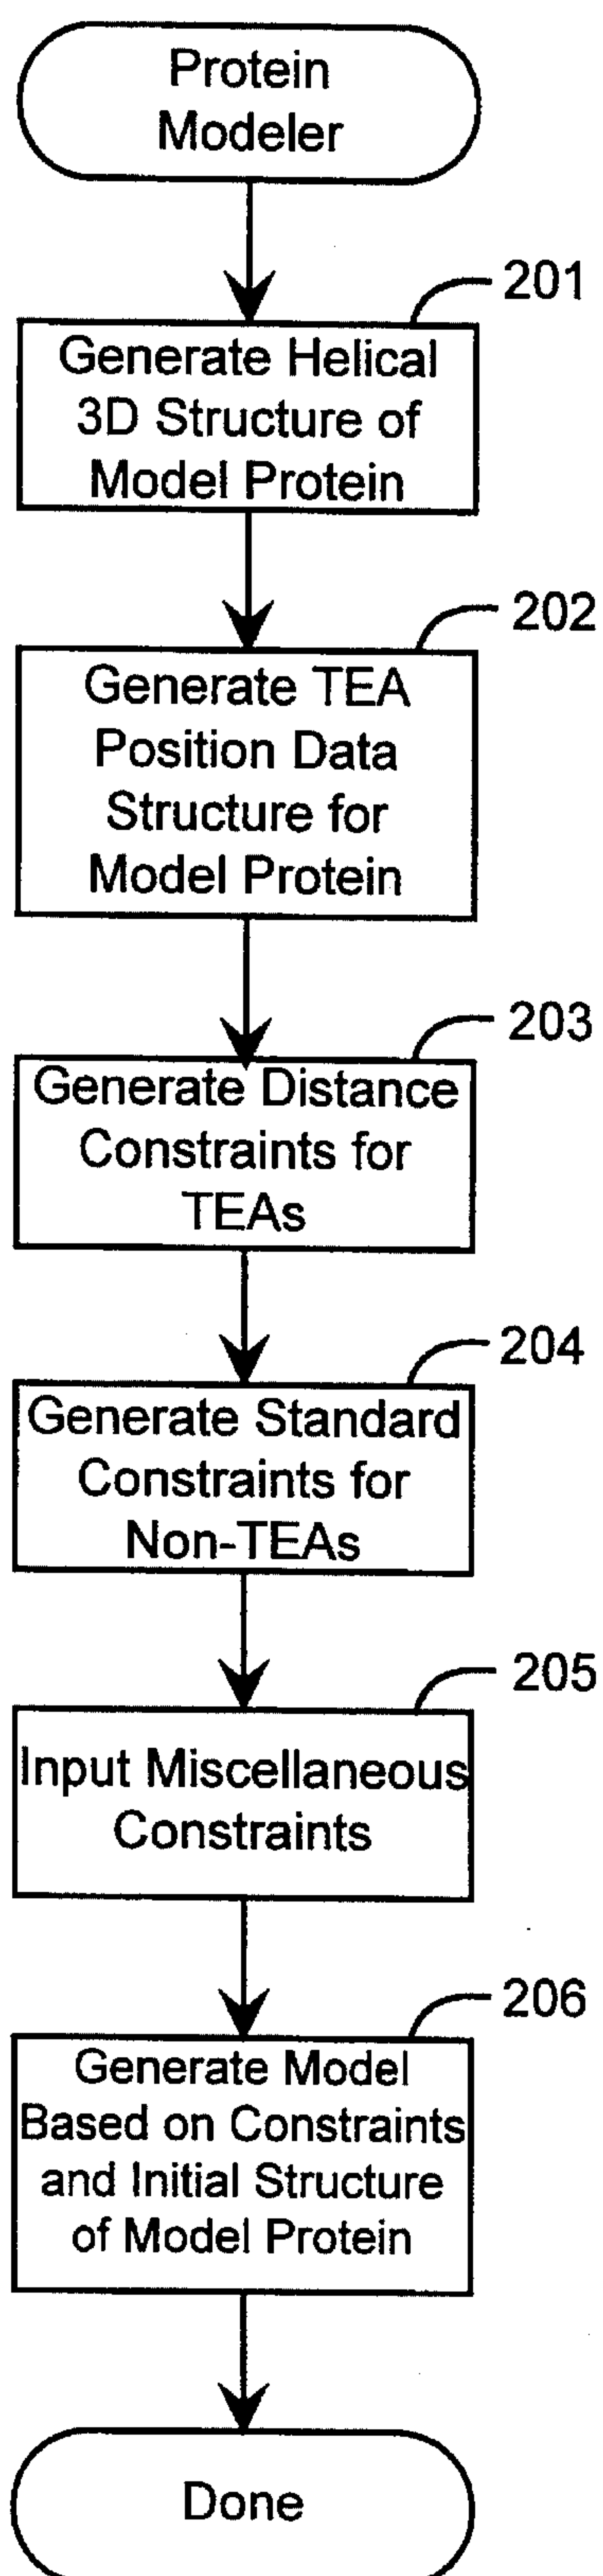 Protein
Modeler
201
Generate Helical
3D Structure of
Model Protein
202
Generate TEA
Position Data
Structure for
Model Protein
203
Generate Distance
Constraints for
TEAs
204
Generate Standard
Constraints for
Non-TEAs
205
Input Miscellaneous
Constraints
206
Generate Model
Based on Constraints
and Initial Structure
of Model Protein
Done